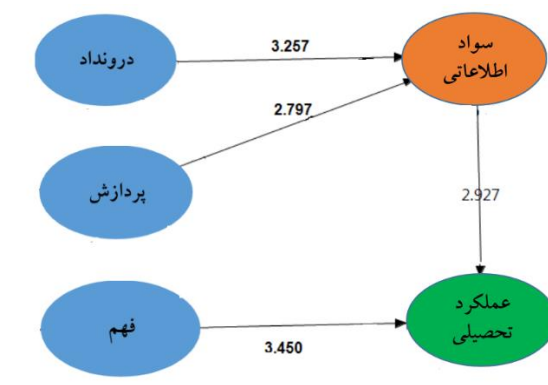 درونداد
3.257
سواد
اطلاعاتی
2.797
پردازش
2.927
فهم
3.450
عملکرد
تحصیلی